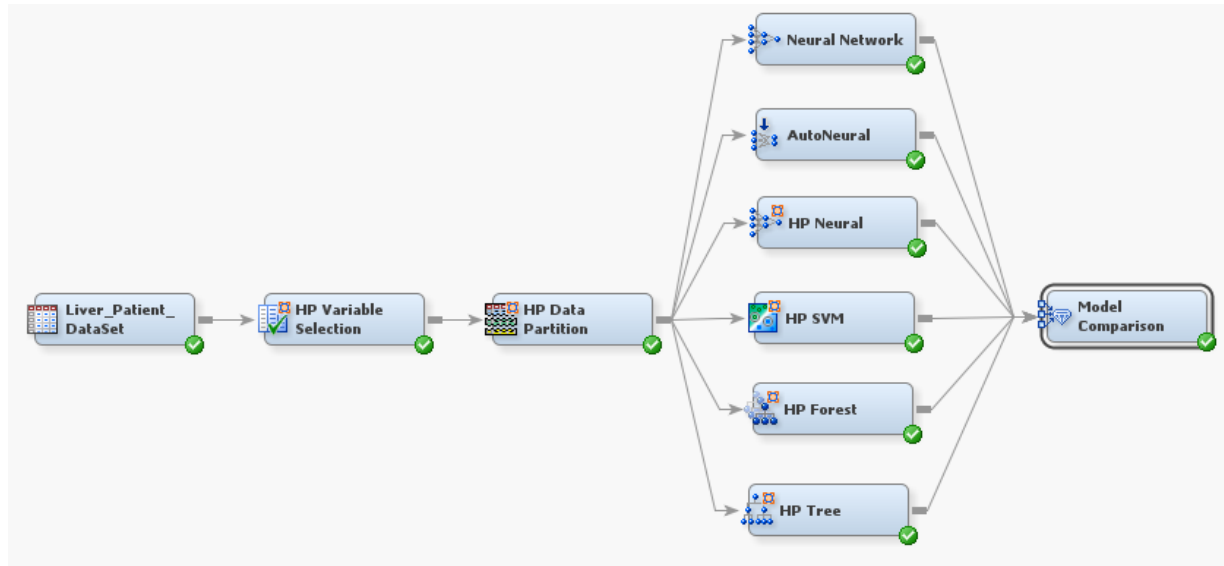 Liver_Patient_
DataSet
HP Variable
Selection
HP Data
Partition
Neural Network
AutoNeural
HP Neural
HP SVM
HP Forest
HP Tree
Model
Comparison